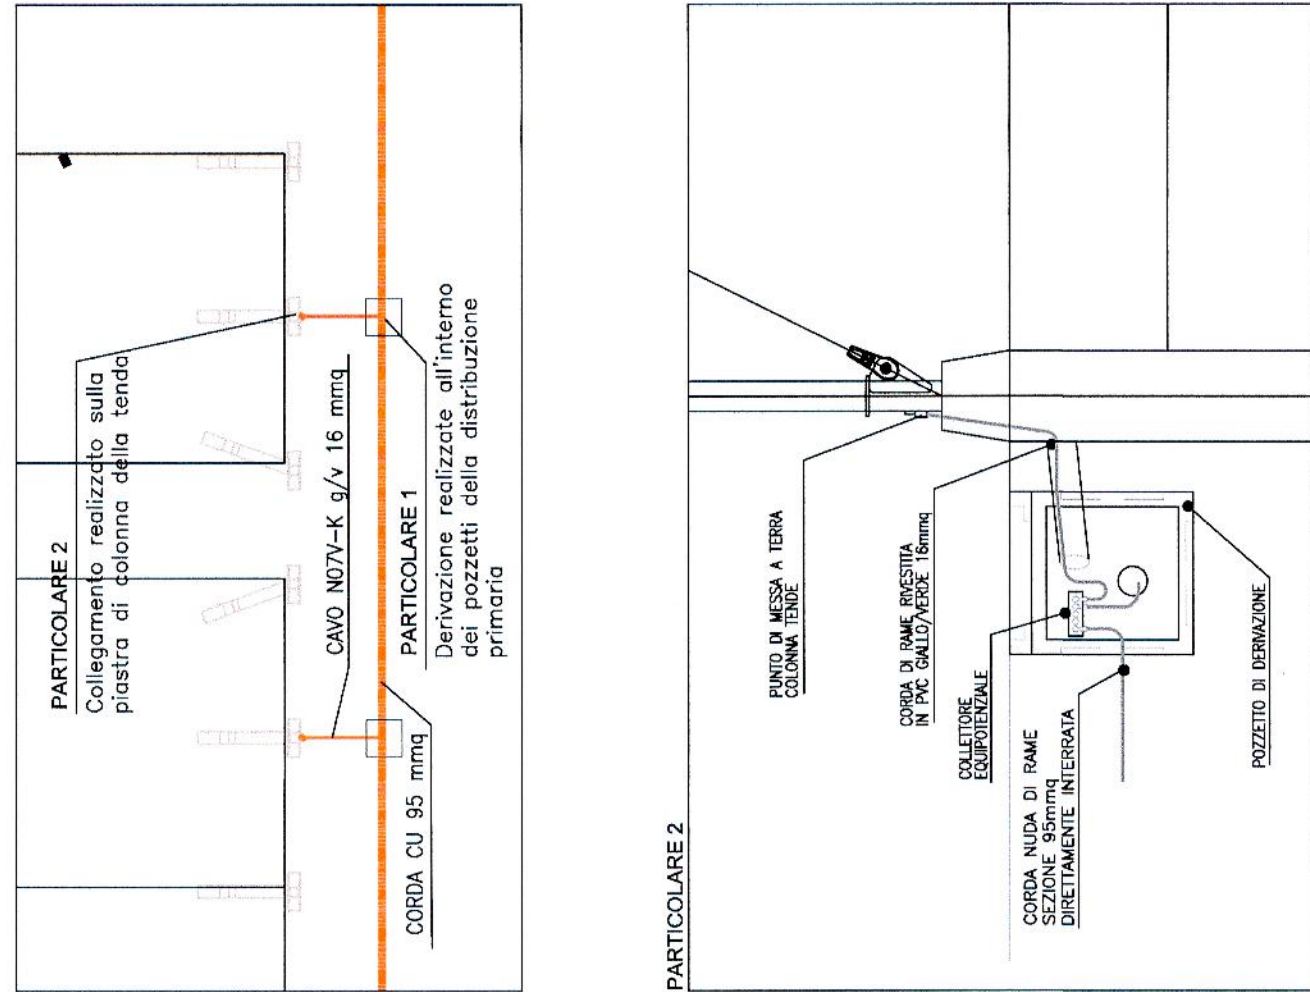 PARTICOLARE 2
Collegamento realizzato sulla
piastra di colonna della tenda
CAVO N07V-K g/v 16 mmq
PARTICOLARE 1
Derivazione realizzate all'interno
dei pozzetti della distribuzione
primaria
CORDA CU 95 mmq
PARTICOLARE 2
PUNTO DI MESSA A TERRA
COLONNA TENDE
CORDA DI RAME RIVESTITA
IN PVC GIALLO/VERDE 16mmq
COLLETTORE
EQUIPOTENZIALE
CORDA NUDA DI RAME
SEZIONE 95mmq
DIRETTAMENTE INTERRATA
POZZETTO DI DERIVAZIONE